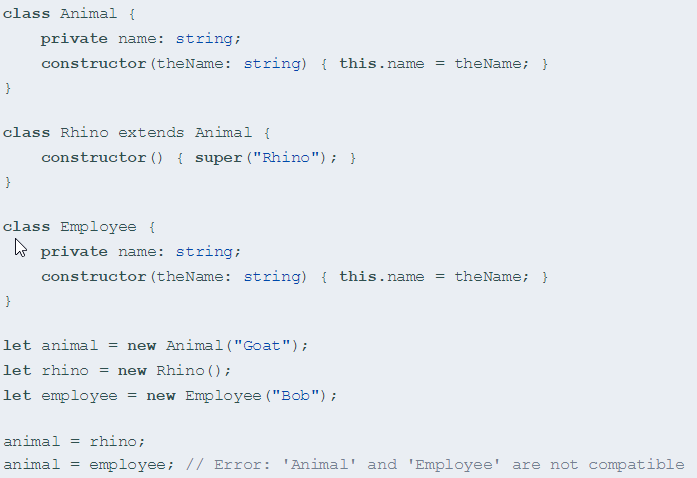 class Animal {
    private name: string;
    constructor(theName: string) { this.name = theName; }
}

class Rhino extends Animal {
    constructor() { super("Rhino"); }
}

class Employee {
    private name: string;
    constructor(theName: string) { this.name = theName; }
}

let animal = new Animal("Goat");
let rhino = new Rhino();
let employee = new Employee("Bob");

animal = rhino;
animal = employee; // Error: 'Animal' and 'Employee' are not compatible